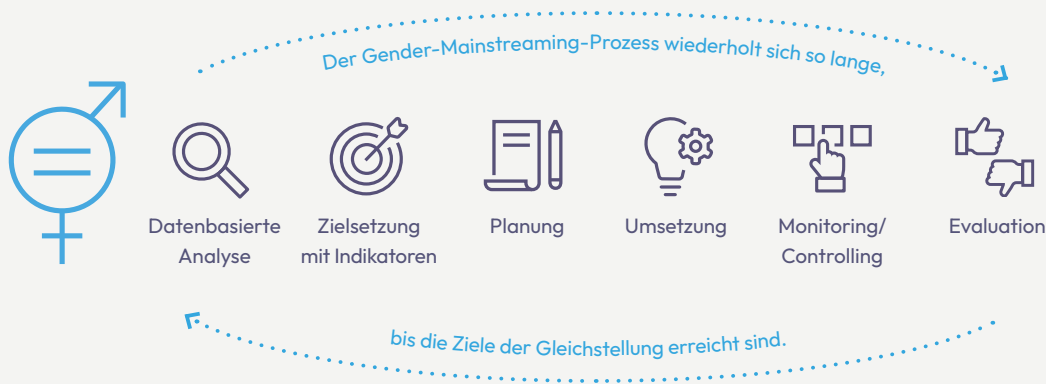 Der Gender-Mainstreaming-Prozess wiederholt sich so lange,
Datenbasierte
Analyse
Zielsetzung
mit Indikatoren
Planung
Umsetzung
Monitoring/
Controlling
Evaluation
bis die Ziele der Gleichstellung erreicht sind.